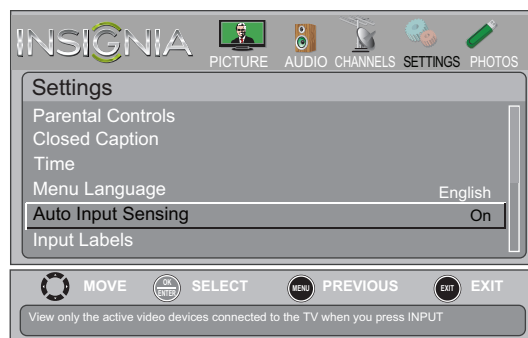 INSIGNIA
PICTURE AUDIO CHANNELS SETTINGS PHOTOS
Settings
Parental Controls
Closed Caption
Time
Menu Language English
Auto Input Sensing On
Input Labels
MOVE OK ENTER SELECT MENU PREVIOUS EXIT EXIT
View only the active video devices connected to the TV when you press INPUT